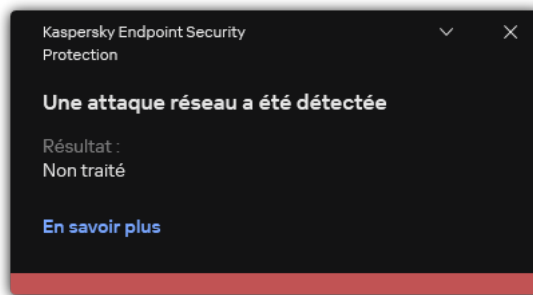 Kaspersky Endpoint Security
Protection
Une attaque réseau a été détectée
Résultat :
Non traité
En savoir plus